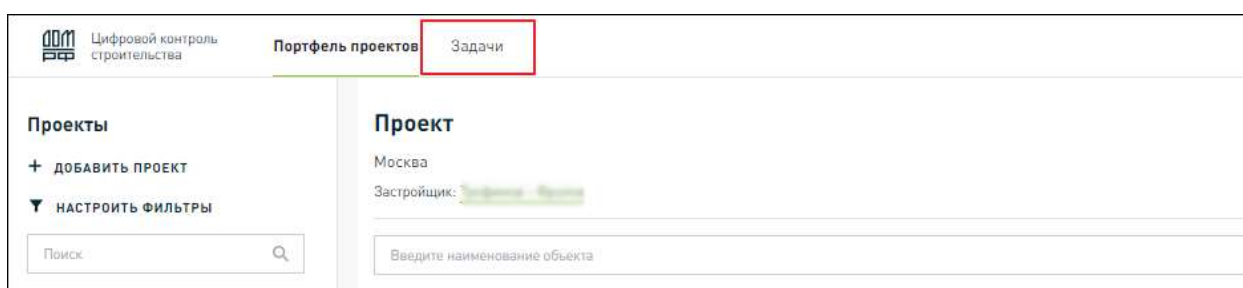 ДОМ Цифровой контроль Портфель проектов Задачи
РФ строительства
Проекты
+ ДОБАВИТЬ ПРОЕКТ
НАСТРОИТЬ ФИЛЬТРЫ
Поиск
Проект
Москва
Застройщик:
Введите наименование объекта